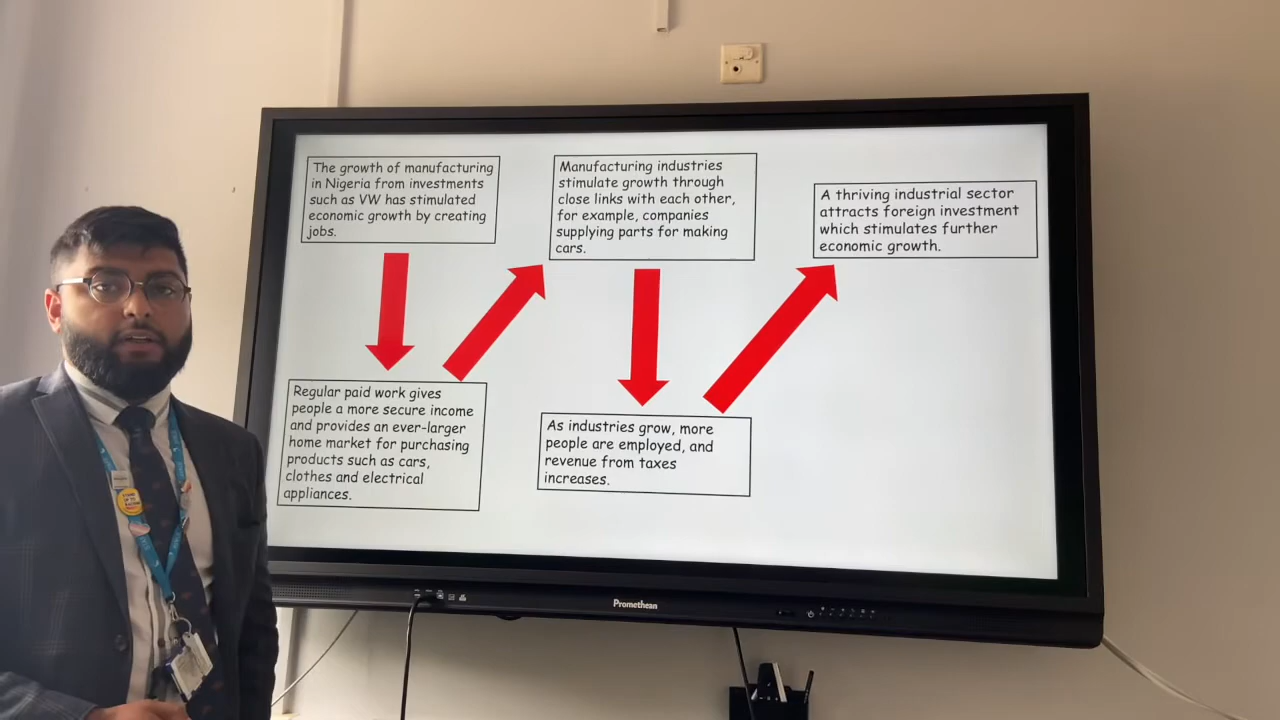 The growth of manufacturing
in Nigeria from investments
such as VW has stimulated
economic growth by creating
jobs.
Regular paid work gives
people a more secure income
and provides an ever-larger
home market for purchasing
products such as cars,
clothes and electrical
appliances.
Manufacturing industries
stimulate growth through
close links with each other,
for example, companies
supplying parts for making
cars.
As industries grow, more
people are employed, and
revenue from taxes
increases.
A thriving industrial sector
attracts foreign investment
which stimulates further
economic growth.
Promethean